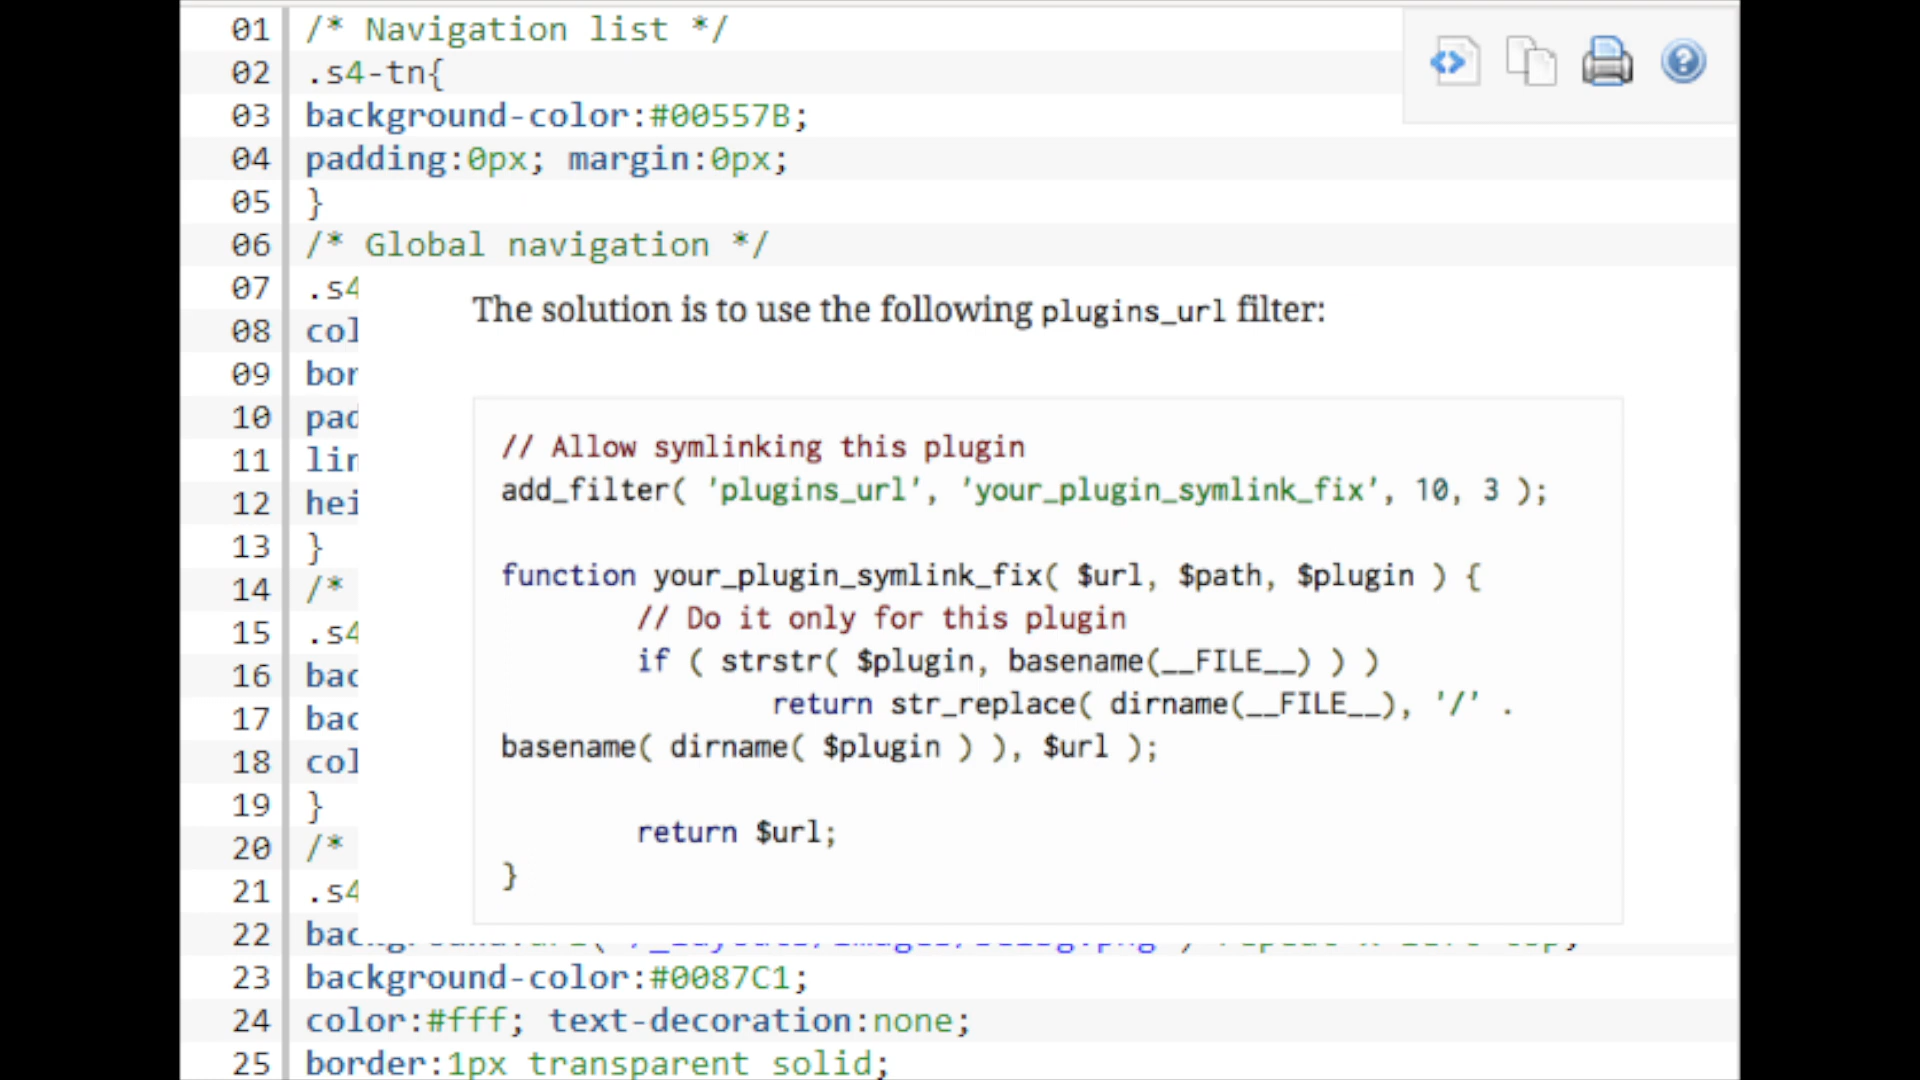 01 /* Navigation list */
02 .s4-tn{
03 background-color:#00557B;
04 padding:0px; margin:0px;
05 }
06 /* Global navigation */
07 .s4
08 col
09 bor
10 pad
11 lin
12 hei
13 }
14 /*
15 .s4
16 bac
17 bac
18 col
19 }
20 /*
21 .s4
22 bac
23 background-color:#0087C1;
24 color:#fff; text-decoration:none;
25 border:1px transparent solid;
The solution is to use the following plugins_url filter:
// Allow symlinking this plugin
add_filter( 'plugins_url', 'your_plugin_symlink_fix', 10, 3 );
function your_plugin_symlink_fix( $url, $path, $plugin ) {
// Do it only for this plugin
if ( strstr( $plugin, basename(__FILE__) ) )
return str_replace( dirname(__FILE__), '/' .
basename( dirname( $plugin ) ), $url );
return $url;
}